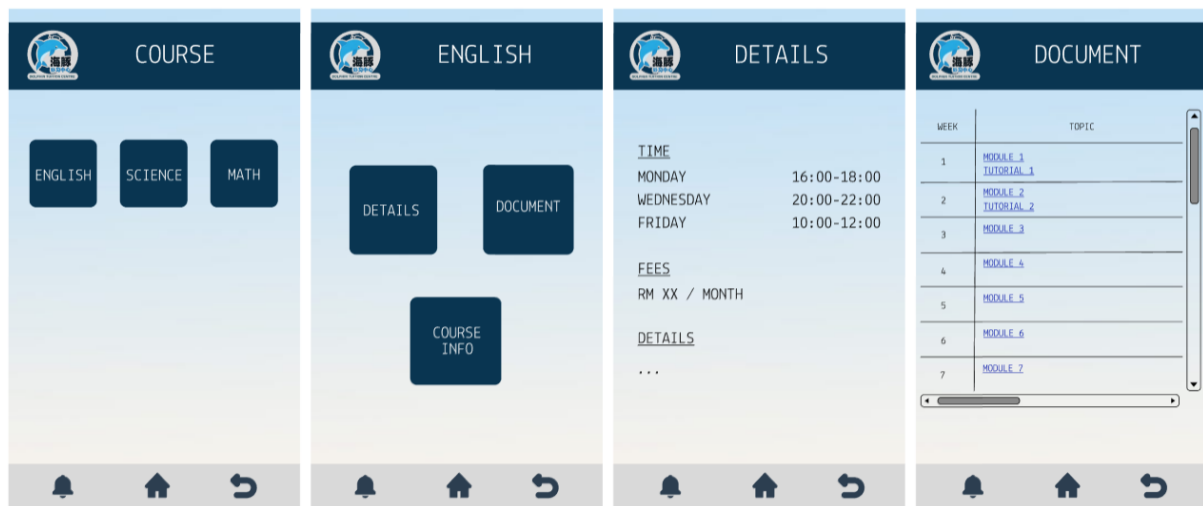 海豚
COURSE
ENGLISH
SCIENCE
MATH
海豚
ENGLISH
DETAILS
DOCUMENT
COURSE
INFO
海豚
DETAILS
TIME
MONDAY 16:00-18:00
WEDNESDAY 20:00-22:00
FRIDAY 10:00-12:00
FEES
RM XX / MONTH
DETAILS
...
海豚
DOCUMENT
WEEK TOPIC
1 MODULE 1
TUTORIAL 1
2 MODULE 2
TUTORIAL 2
3 MODULE 3
4 MODULE 4
5 MODULE 5
6 MODULE 6
7 MODULE 7